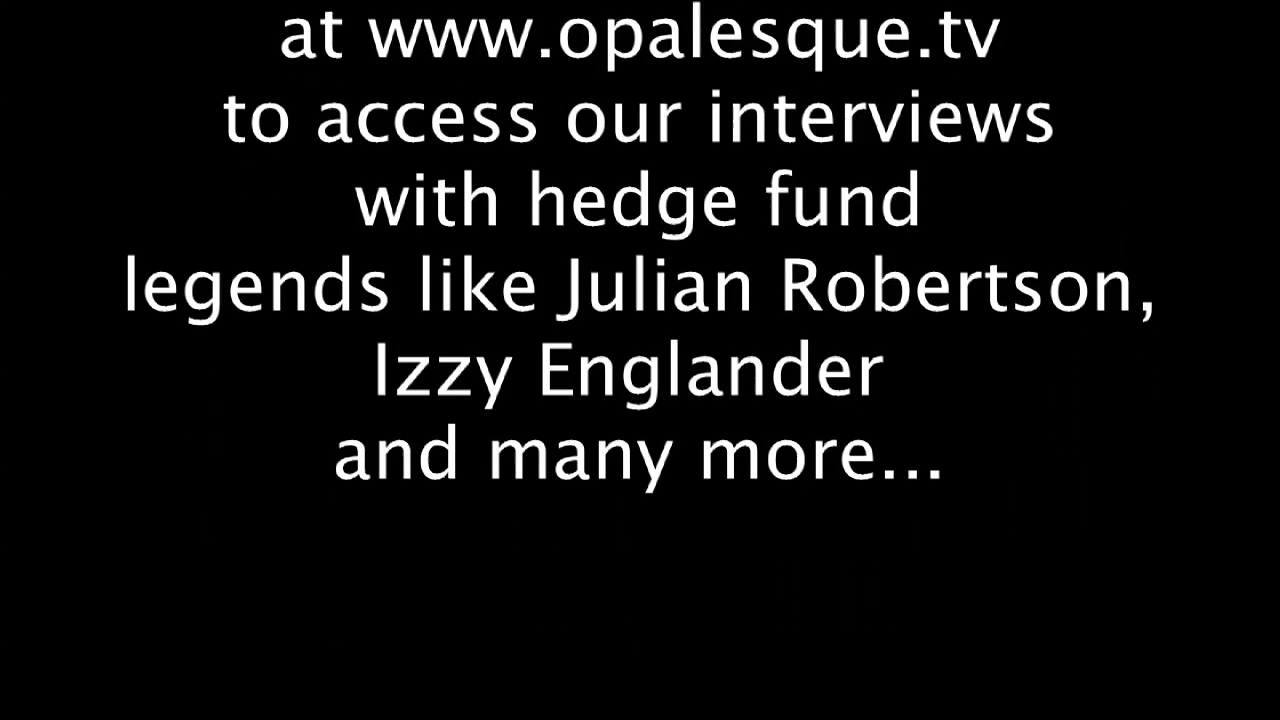 at www.opalesque.tv
to access our interviews
with hedge fund
legends like Julian Robertson,
Izzy Englander
and many more...